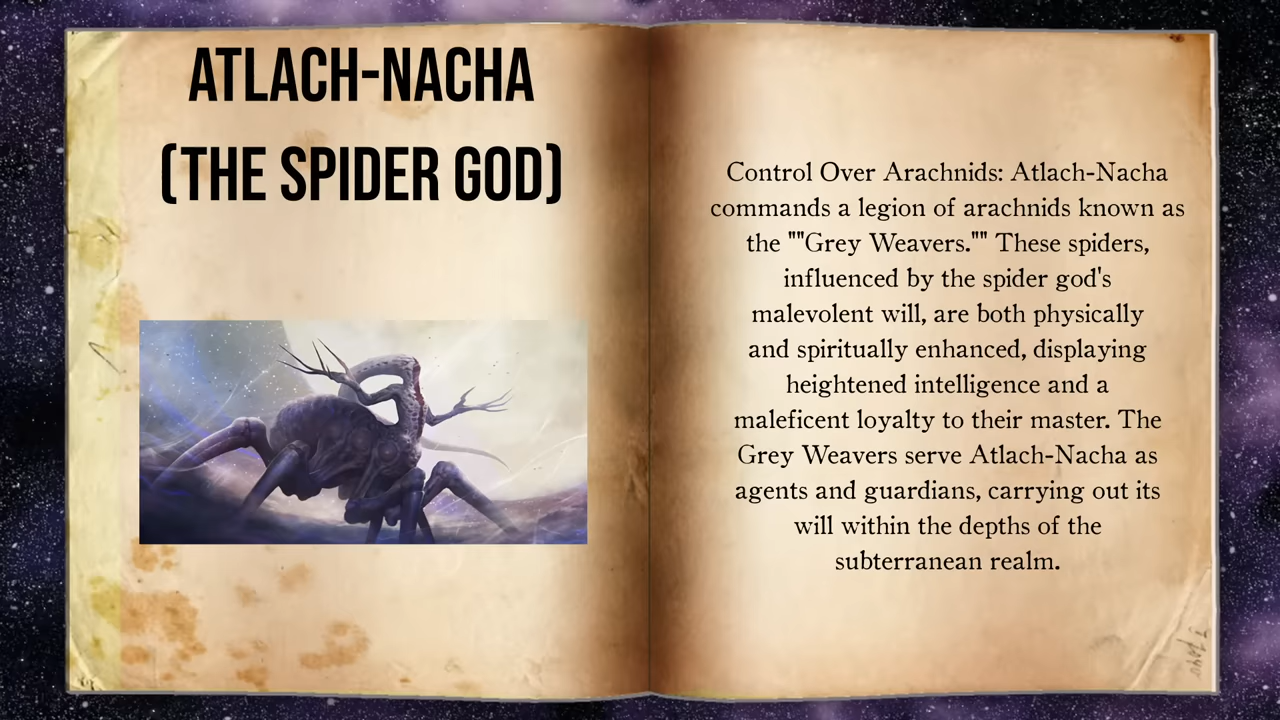 ATLACH-NACHA
(THE SPIDER GOD)
Control Over Arachnids: Atlach-Nacha
commands a legion of arachnids known as
the ""Grey Weavers."" These spiders,
influenced by the spider god's
malevolent will, are both physically
and spiritually enhanced, displaying
heightened intelligence and a
maleficent loyalty to their master. The
Grey Weavers serve Atlach-Nacha as
agents and guardians, carrying out its
will within the depths of the
subterranean realm.